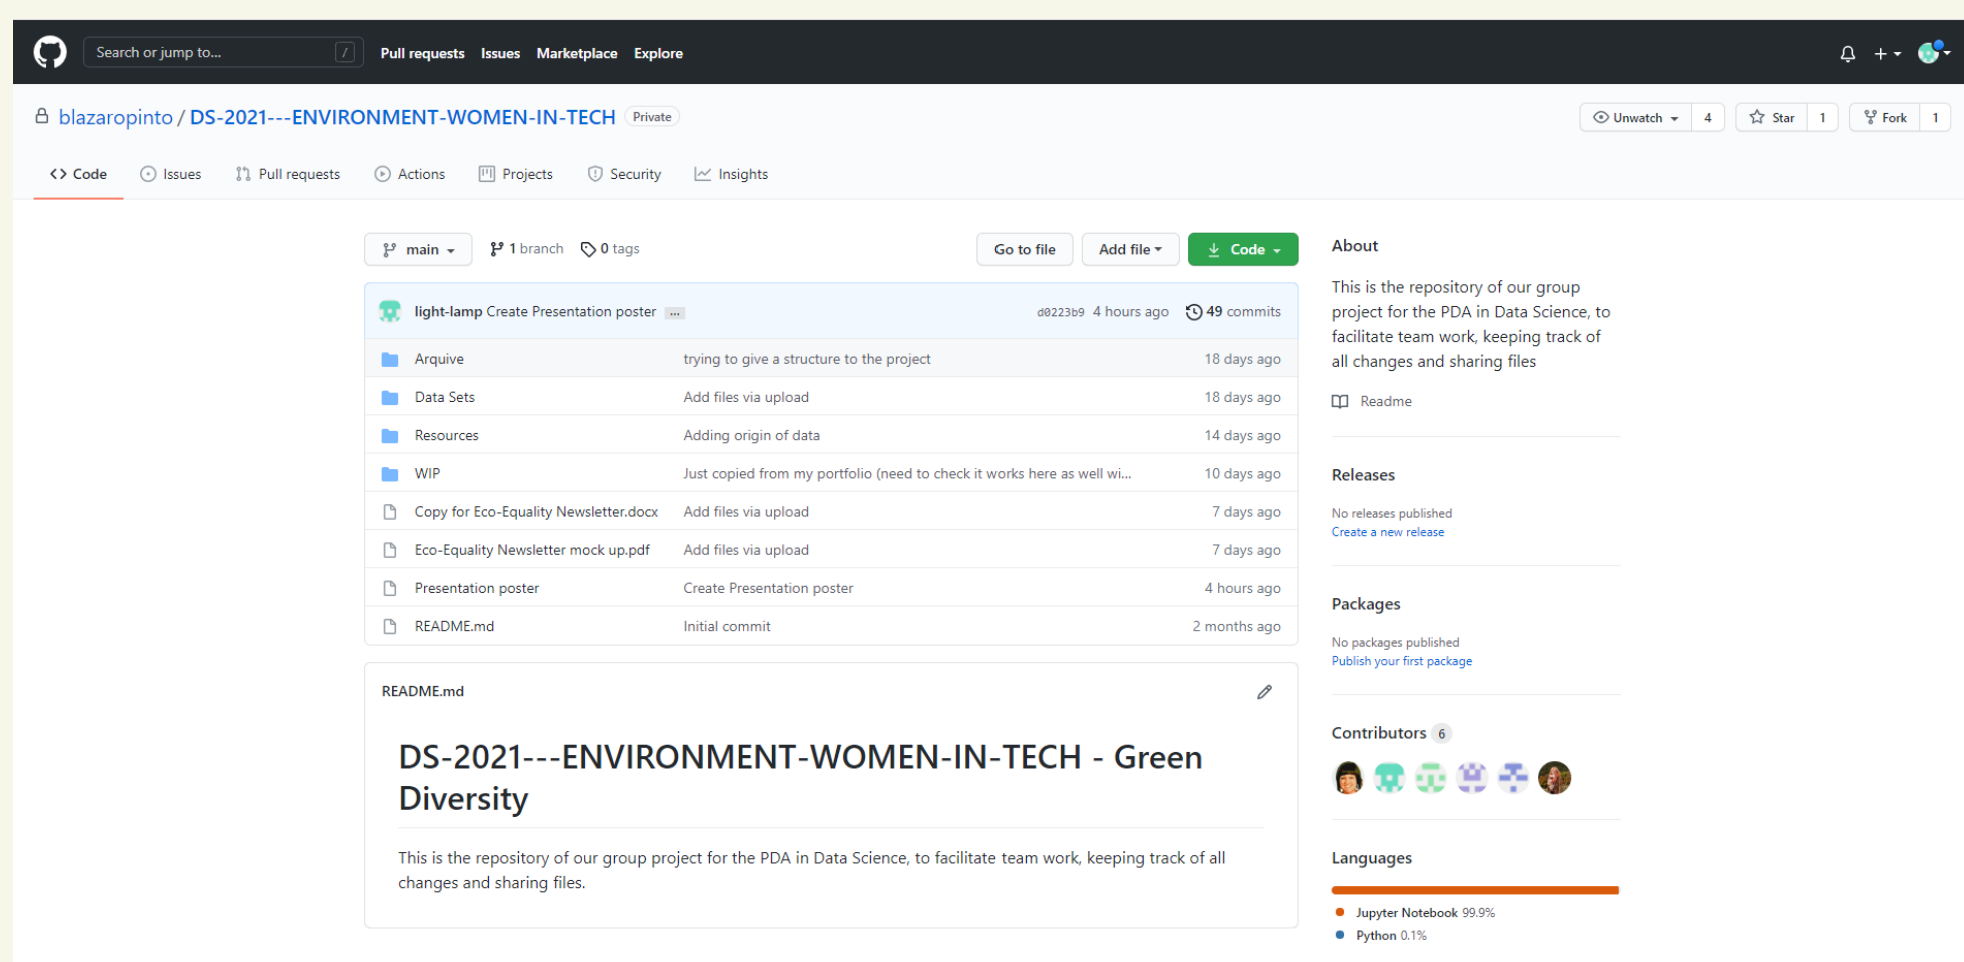 Search or jump to... /
Pull requests Issues Marketplace Explore
blazaropinto / DS-2021---ENVIRONMENT-WOMEN-IN-TECH Private
Unwatch 4 Star 1 Fork 1
Code Issues Pull requests Actions Projects Security Insights
main 1 branch 0 tags
Go to file Add file Code
light-lamp Create Presentation poster ... d0223b9 4 hours ago 49 commits
Arquive trying to give a structure to the project 18 days ago
Data Sets Add files via upload 18 days ago
Resources Adding origin of data 14 days ago
WIP Just copied from my portfolio (need to check it works here as well wi... 10 days ago
Copy for Eco-Equality Newsletter.docx Add files via upload 7 days ago
Eco-Equality Newsletter mock up.pdf Add files via upload 7 days ago
Presentation poster Create Presentation poster 4 hours ago
README.md Initial commit 2 months ago
README.md
DS-2021---ENVIRONMENT-WOMEN-IN-TECH - Green
Diversity
This is the repository of our group project for the PDA in Data Science, to facilitate team work, keeping track of all
changes and sharing files.
About
This is the repository of our group
project for the PDA in Data Science, to
facilitate team work, keeping track of
all changes and sharing files
Readme
Releases
No releases published
Create a new release
Packages
No packages published
Publish your first package
Contributors 6
Languages
Jupyter Notebook 99.9%
Python 0.1%